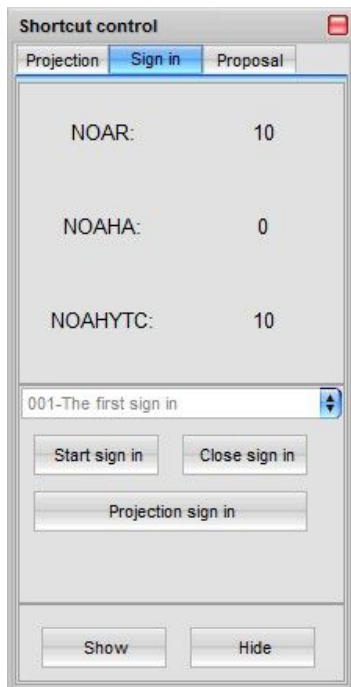 Shortcut control
Projection Sign in Proposal
NOAR: 10
NOAHA: 0
NOAHYTC: 10
001-The first sign in
Start sign in Close sign in
Projection sign in
Show Hide